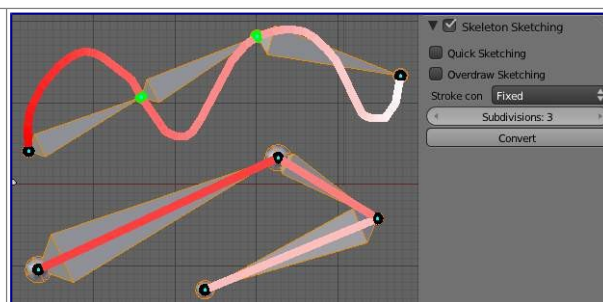 Skeleton Sketching
Quick Sketching
Overdraw Sketching
Stroke con Fixed
Subdivisions: 3
Convert